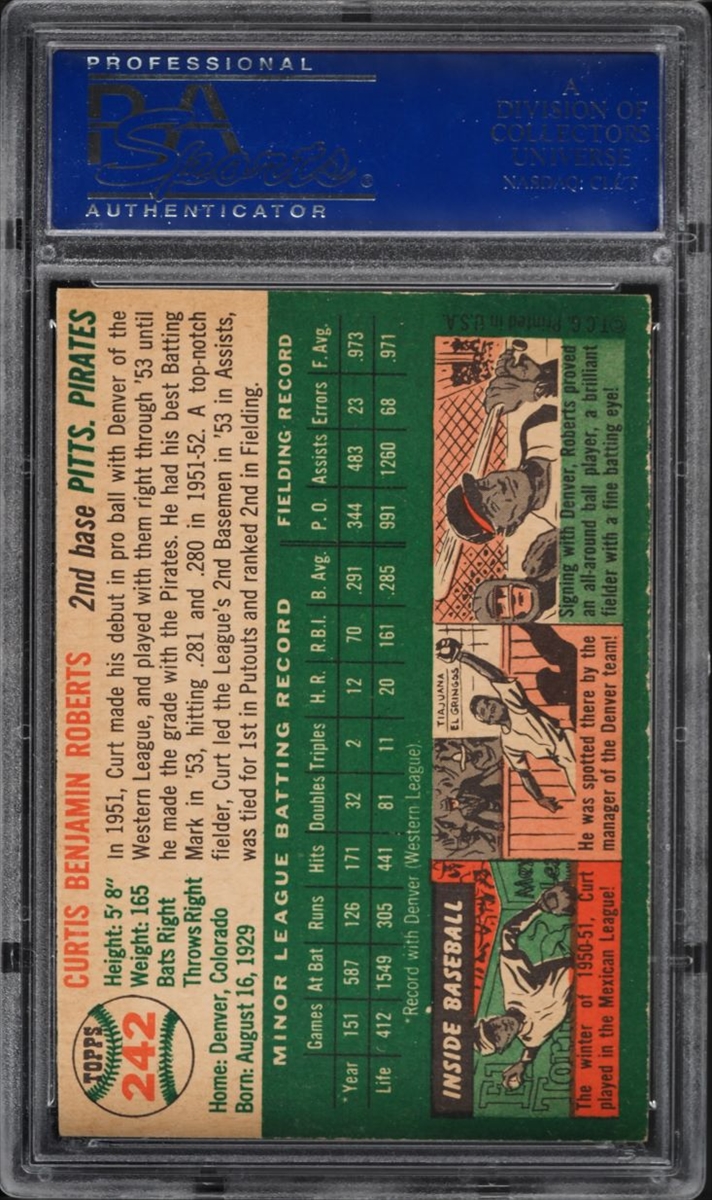 PROFESSIONAL
PSA
Sports®
AUTHENTICATOR
A
DIVISION OF
COLLECTORS
UNIVERSE
NASDAQ: CLCT
TOPPS
242
CURTIS BENJAMIN ROBERTS 2nd base PITTS. PIRATES
Height: 5' 8"
Weight: 165
Bats Right
Throws Right
Home: Denver, Colorado
Born: August 16, 1929
In 1951, Curt made his debut in pro ball with Denver of the
Western League, and played with them right through '53 until
he made the grade with the Pirates. He had his best Batting
Mark in '53, hitting .281 and .280 in 1951-52. A top-notch
fielder, Curt led the League's 2nd Basemen in '53 in Assists,
was tied for 1st in Putouts and ranked 2nd in Fielding.
MINOR LEAGUE BATTING RECORD FIELDING RECORD
Games At Bat Runs Hits Doubles Triples H. R. R.B.I. B. Avg. P. O. Assists Errors F. Avg.
*Year 151 587 126 171 32 2 12 70 .291 344 483 23 .973
Life 412 1549 305 441 81 11 20 161 .285 991 1260 68 .971
*Record with Denver (Western League).
INSIDE BASEBALL
The winter of 1950-51, Curt
played in the Mexican League!
TIAJUANA
EL GRINGOS
He was spotted there by the
manager of the Denver team!
Signing with Denver, Roberts proved
an all-around ball player, a brilliant
fielder with a fine batting eye!
©T.C.G. Printed in U.S.A.